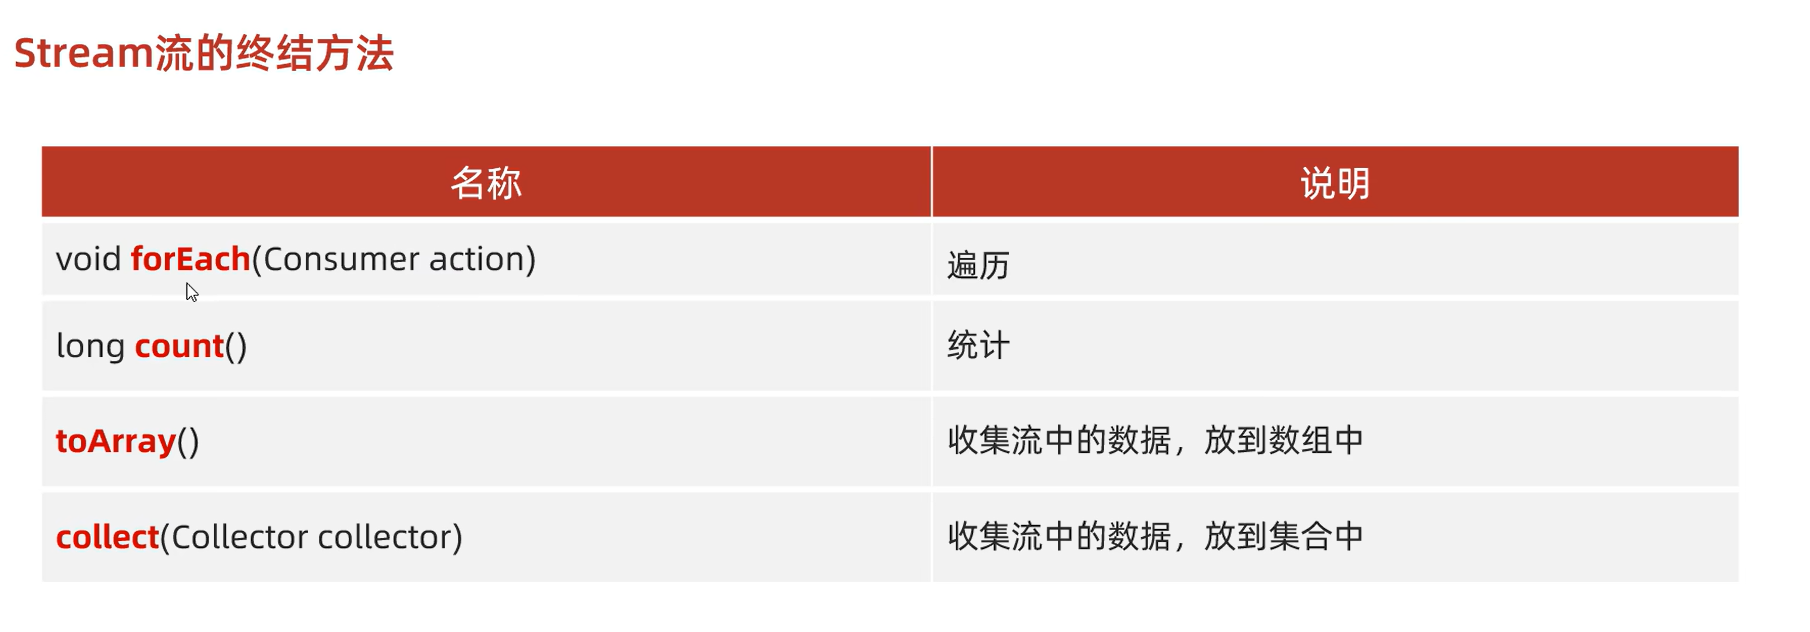 Stream流的终结方法
名称 说明
void forEach(Consumer action) 遍历
long count() 统计
toArray() 收集流中的数据，放到数组中
collect(Collector collector) 收集流中的数据，放到集合中